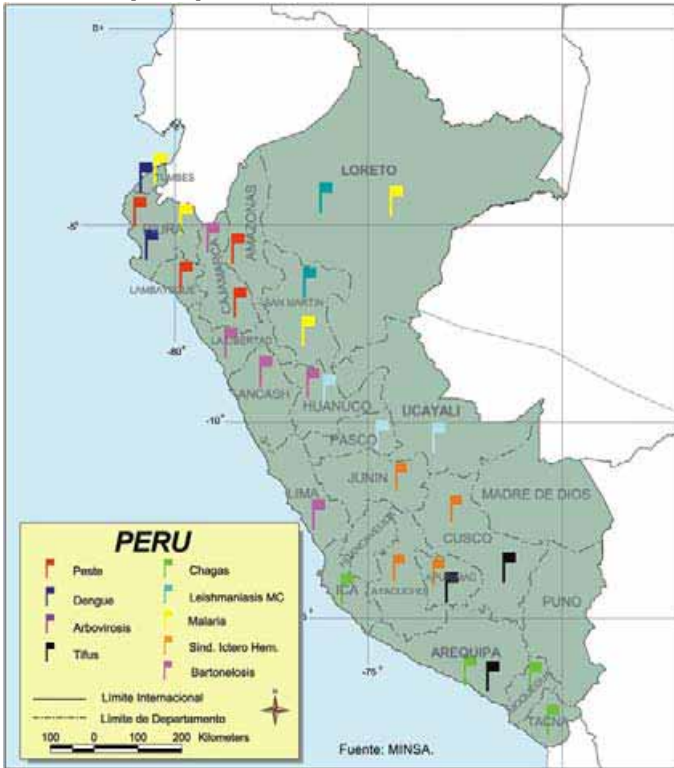 0°
TUMBES
LORETO
-5°
PIURA
AMAZONAS
CAJAMARCA
LAMBAYEQUE
SAN MARTIN
-80°
LA LIBERTAD
ANCASH
HUANUCO
UCAYALI
-10°
PASCO
JUNIN
LIMA
MADRE DE DIOS
HUANCAVELICA
CUSCO
APURIMAC
AYACUCHO
ICA
PUNO
AREQUIPA
-75°
MOQUEGUA
TACNA
PERU
Peste
Chagas
Dengue
Leishmaniasis MC
Arbovirosis
Malaria
Tifus
Sind. Ictero Hem.
Bartonelosis
Límite Internacional
Límite de Departamento
N
100 0 100 200 Kilometers
Fuente: MINSA.